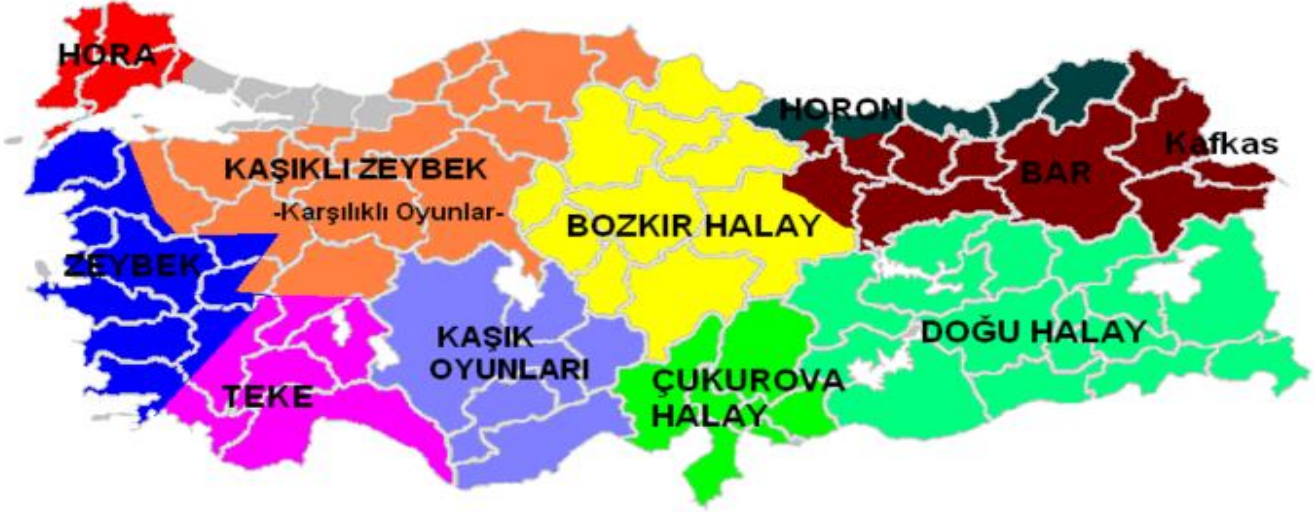 HORA
HORON
Kafkas
KAŞIKLI ZEYBEK
BAR
-Karşılıklı Oyunlar-
BOZKIR HALAY
ZEYBEK
DOĞU HALAY
KAŞIK
OYUNLARI
TEKE
ÇUKUROVA
HALAY